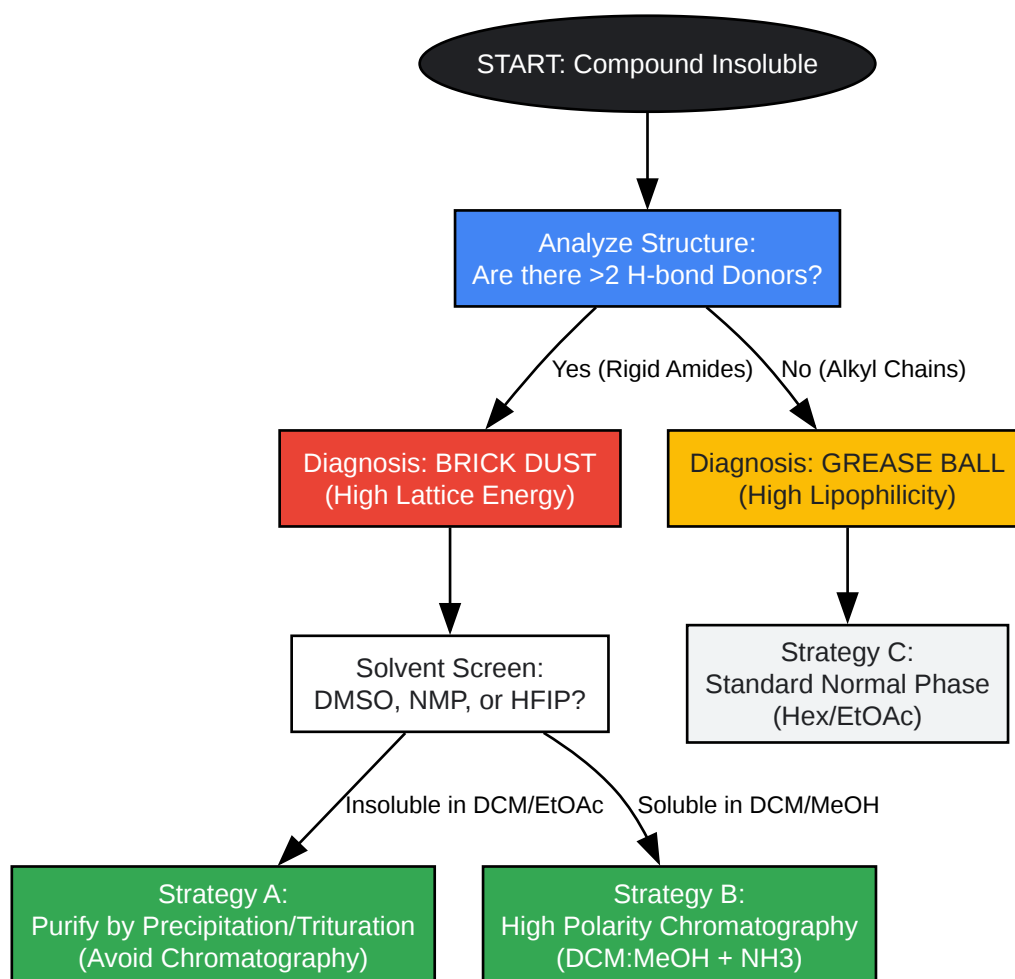 START: Compound Insoluble
Analyze Structure:
Are there >2 H-bond Donors?
Yes (Rigid Amides)
No (Alkyl Chains)
Diagnosis: BRICK DUST
(High Lattice Energy)
Diagnosis: GREASE BALL
(High Lipophilicity)
Solvent Screen:
DMSO, NMP, or HFIP?
Strategy C:
Standard Normal Phase
(Hex/EtOAc)
Insoluble in DCM/EtOAc
Soluble in DCM/MeOH
Strategy A:
Purify by Precipitation/Trituration
(Avoid Chromatography)
Strategy B:
High Polarity Chromatography
(DCM:MeOH + NH3)